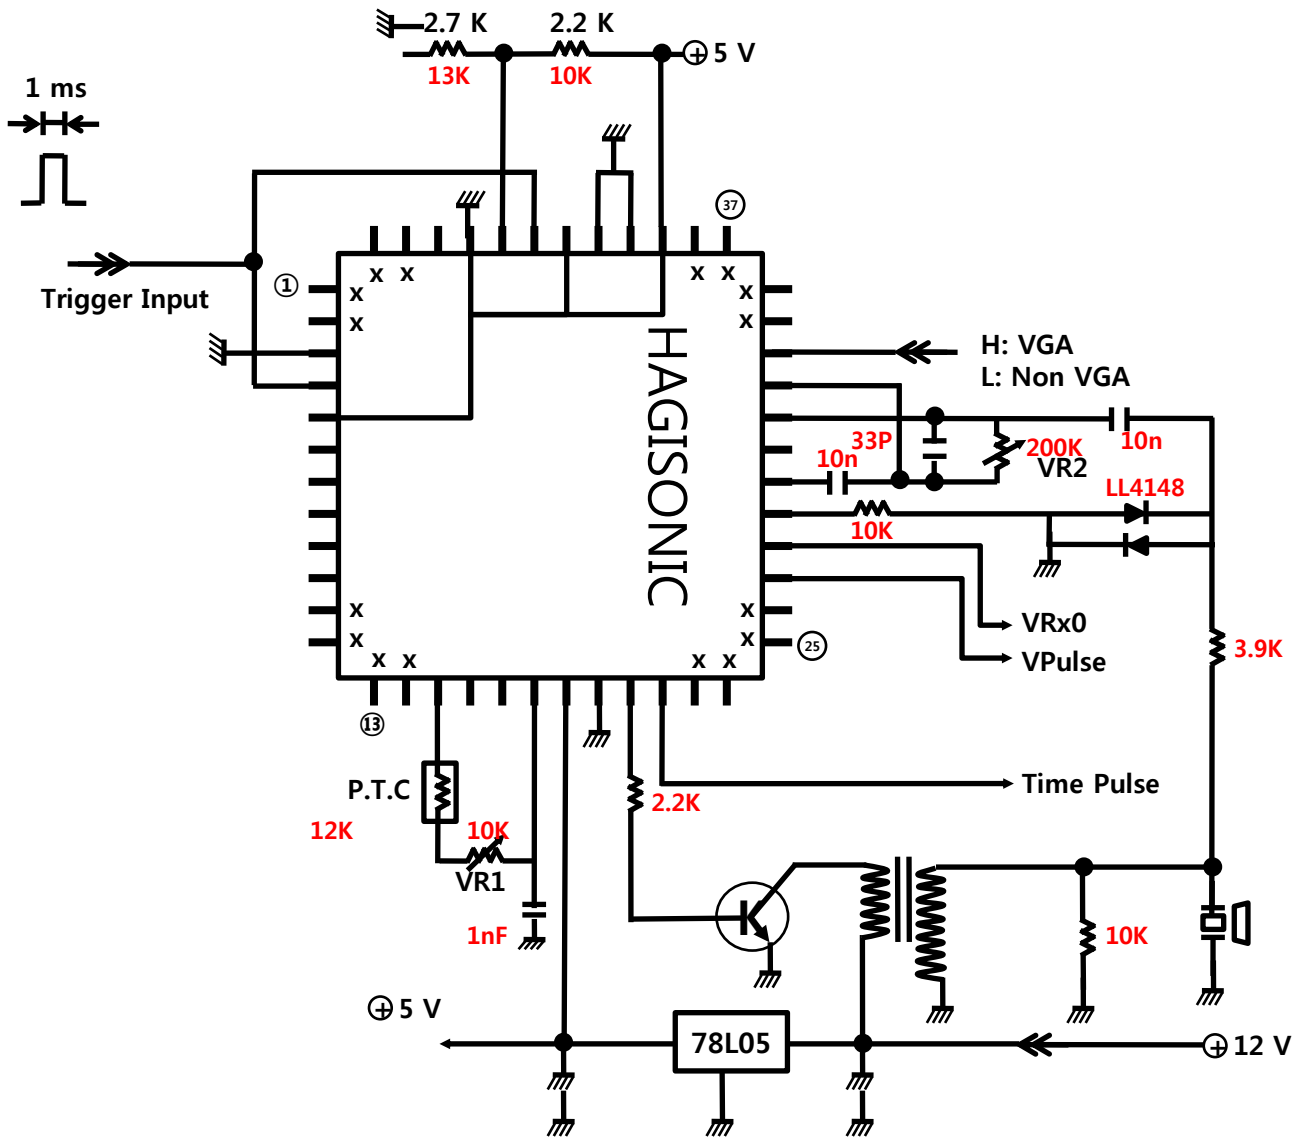 2.7 K
2.2 K
5 V
13K
10K
1 ms
37
Trigger Input
1
x
x
x
x
x
x
x
x
H: VGA
L: Non VGA
HAGISONIC
33P
10n
200K
VR2
10n
LL4148
10K
VRx0
VPulse
3.9K
x
x
x
x
x
x
x
x
25
13
P.T.C
12K
10K
VR1
1nF
2.2K
Time Pulse
10K
5 V
78L05
12 V